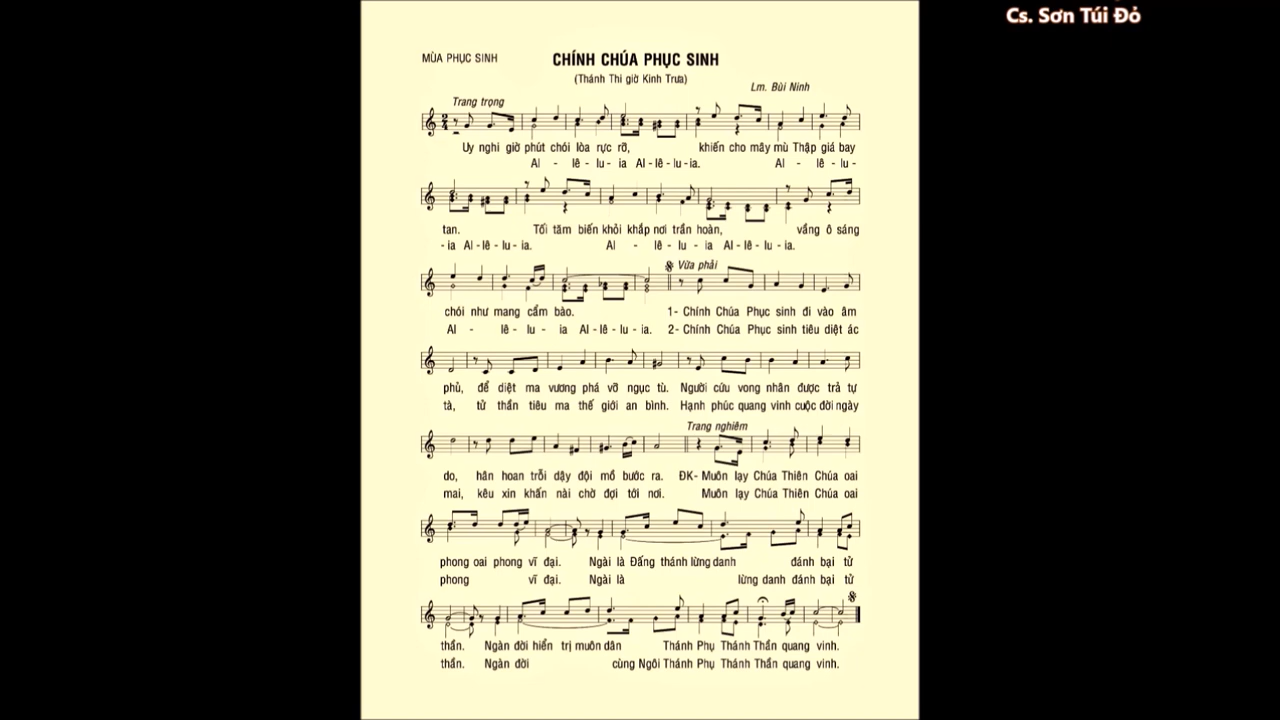 Cs. Sơn Túi Đỏ
MÙA PHỤC SINH
CHÍNH CHÚA PHỤC SINH
(Thánh Thi giờ Kinh Trưa)
Lm. Bùi Ninh
Trang trọng
Uy nghi giờ phút chói lòa rực rỡ, khiến cho mây mù Thập giá bay
Al - lê - lu - ia Al - lê - lu - ia. Al - lê - lu -
tan. Tối tăm biến khỏi khắp nơi trần hoàn, vầng ô sáng
- ia Al - lê - lu - ia. Al - lê - lu - ia Al - lê - lu - ia.
Vừa phải
chói như mang cẩm bào. 1- Chính Chúa Phục sinh đi vào âm
Al - lê - lu - ia Al - lê - lu - ia. 2- Chính Chúa Phục sinh tiêu diệt ác
phủ, để diệt ma vương phá vỡ ngục tù. Người cứu vong nhân được trả tự
tà, tử thần tiêu ma thế giới an bình. Hạnh phúc quang vinh cuộc đời ngày
Trang nghiêm
do, hân hoan trỗi dậy đội mồ bước ra. ĐK- Muôn lạy Chúa Thiên Chúa oai
mai, kêu xin khấn nài chờ đợi tới nơi. Muôn lạy Chúa Thiên Chúa oai
phong oai phong vĩ đại. Ngài là Đấng thánh lừng danh đánh bại tử
phong vĩ đại. Ngài là lừng danh đánh bại tử
thần. Ngàn đời hiển trị muôn dân Thánh Phụ Thánh Thần quang vinh.
thần. Ngàn đời cùng Ngôi Thánh Phụ Thánh Thần quang vinh.